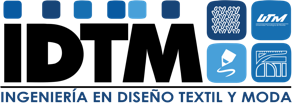 IDTM
UTM
INGENIERÍA EN DISEÑO TEXTIL Y MODA